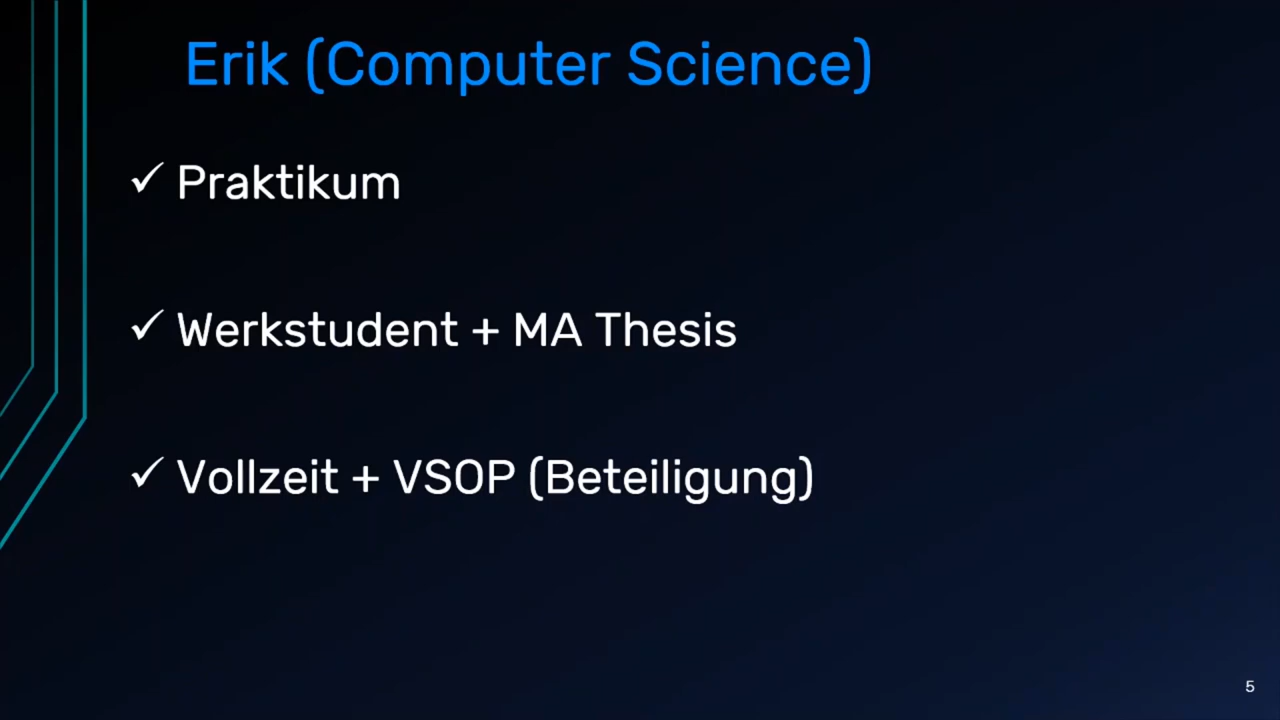 Erik (Computer Science)
✓ Praktikum
✓ Werkstudent + MA Thesis
✓ Vollzeit + VSOP (Beteiligung)
5